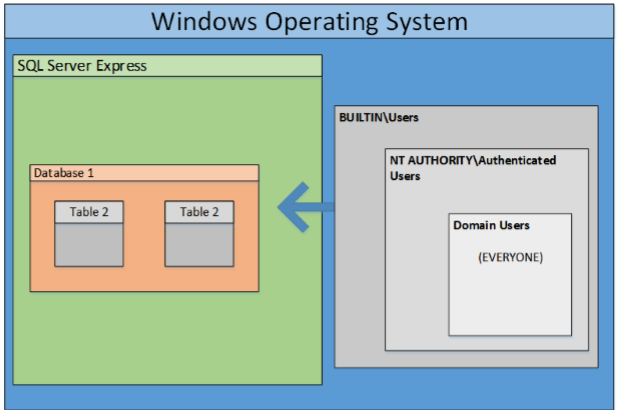 Windows Operating System
SQL Server Express
BUILTIN\Users
NT AUTHORITY\Authenticated
Users
Database 1
Table 2
Table 2
Domain Users
(EVERYONE)